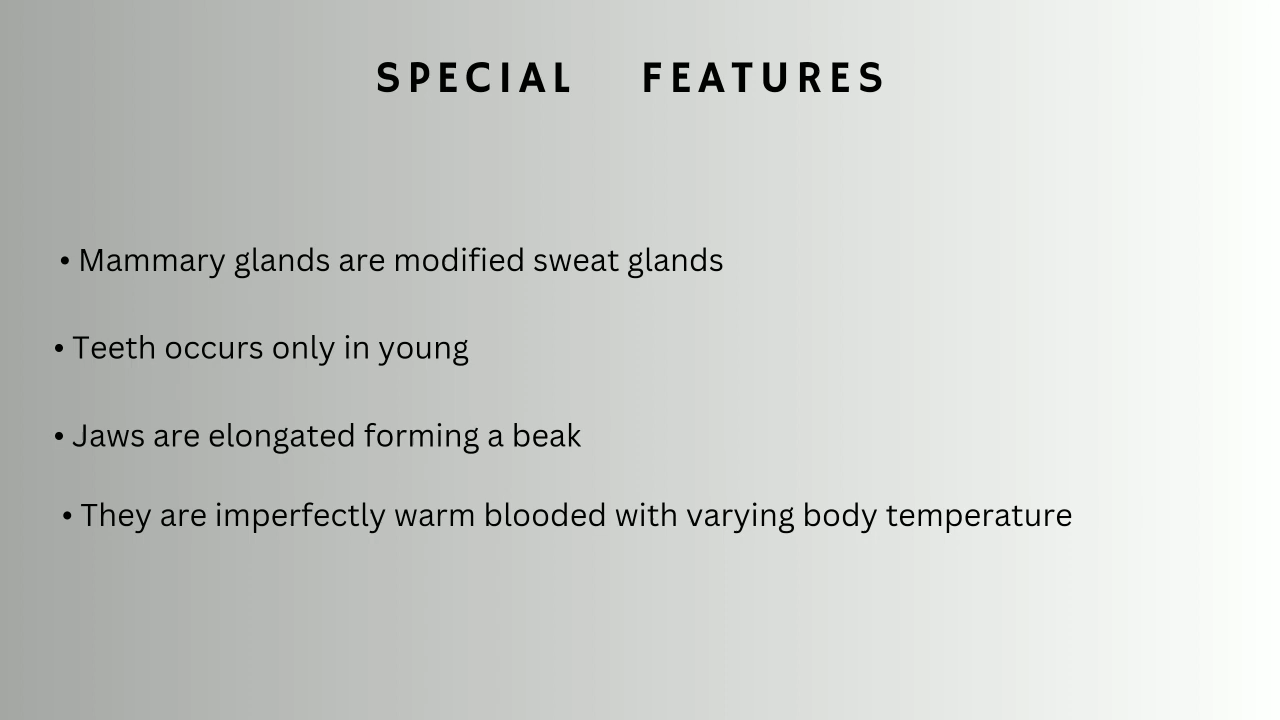 SPECIAL FEATURES
• Mammary glands are modified sweat glands
• Teeth occurs only in young
• Jaws are elongated forming a beak
• They are imperfectly warm blooded with varying body temperature